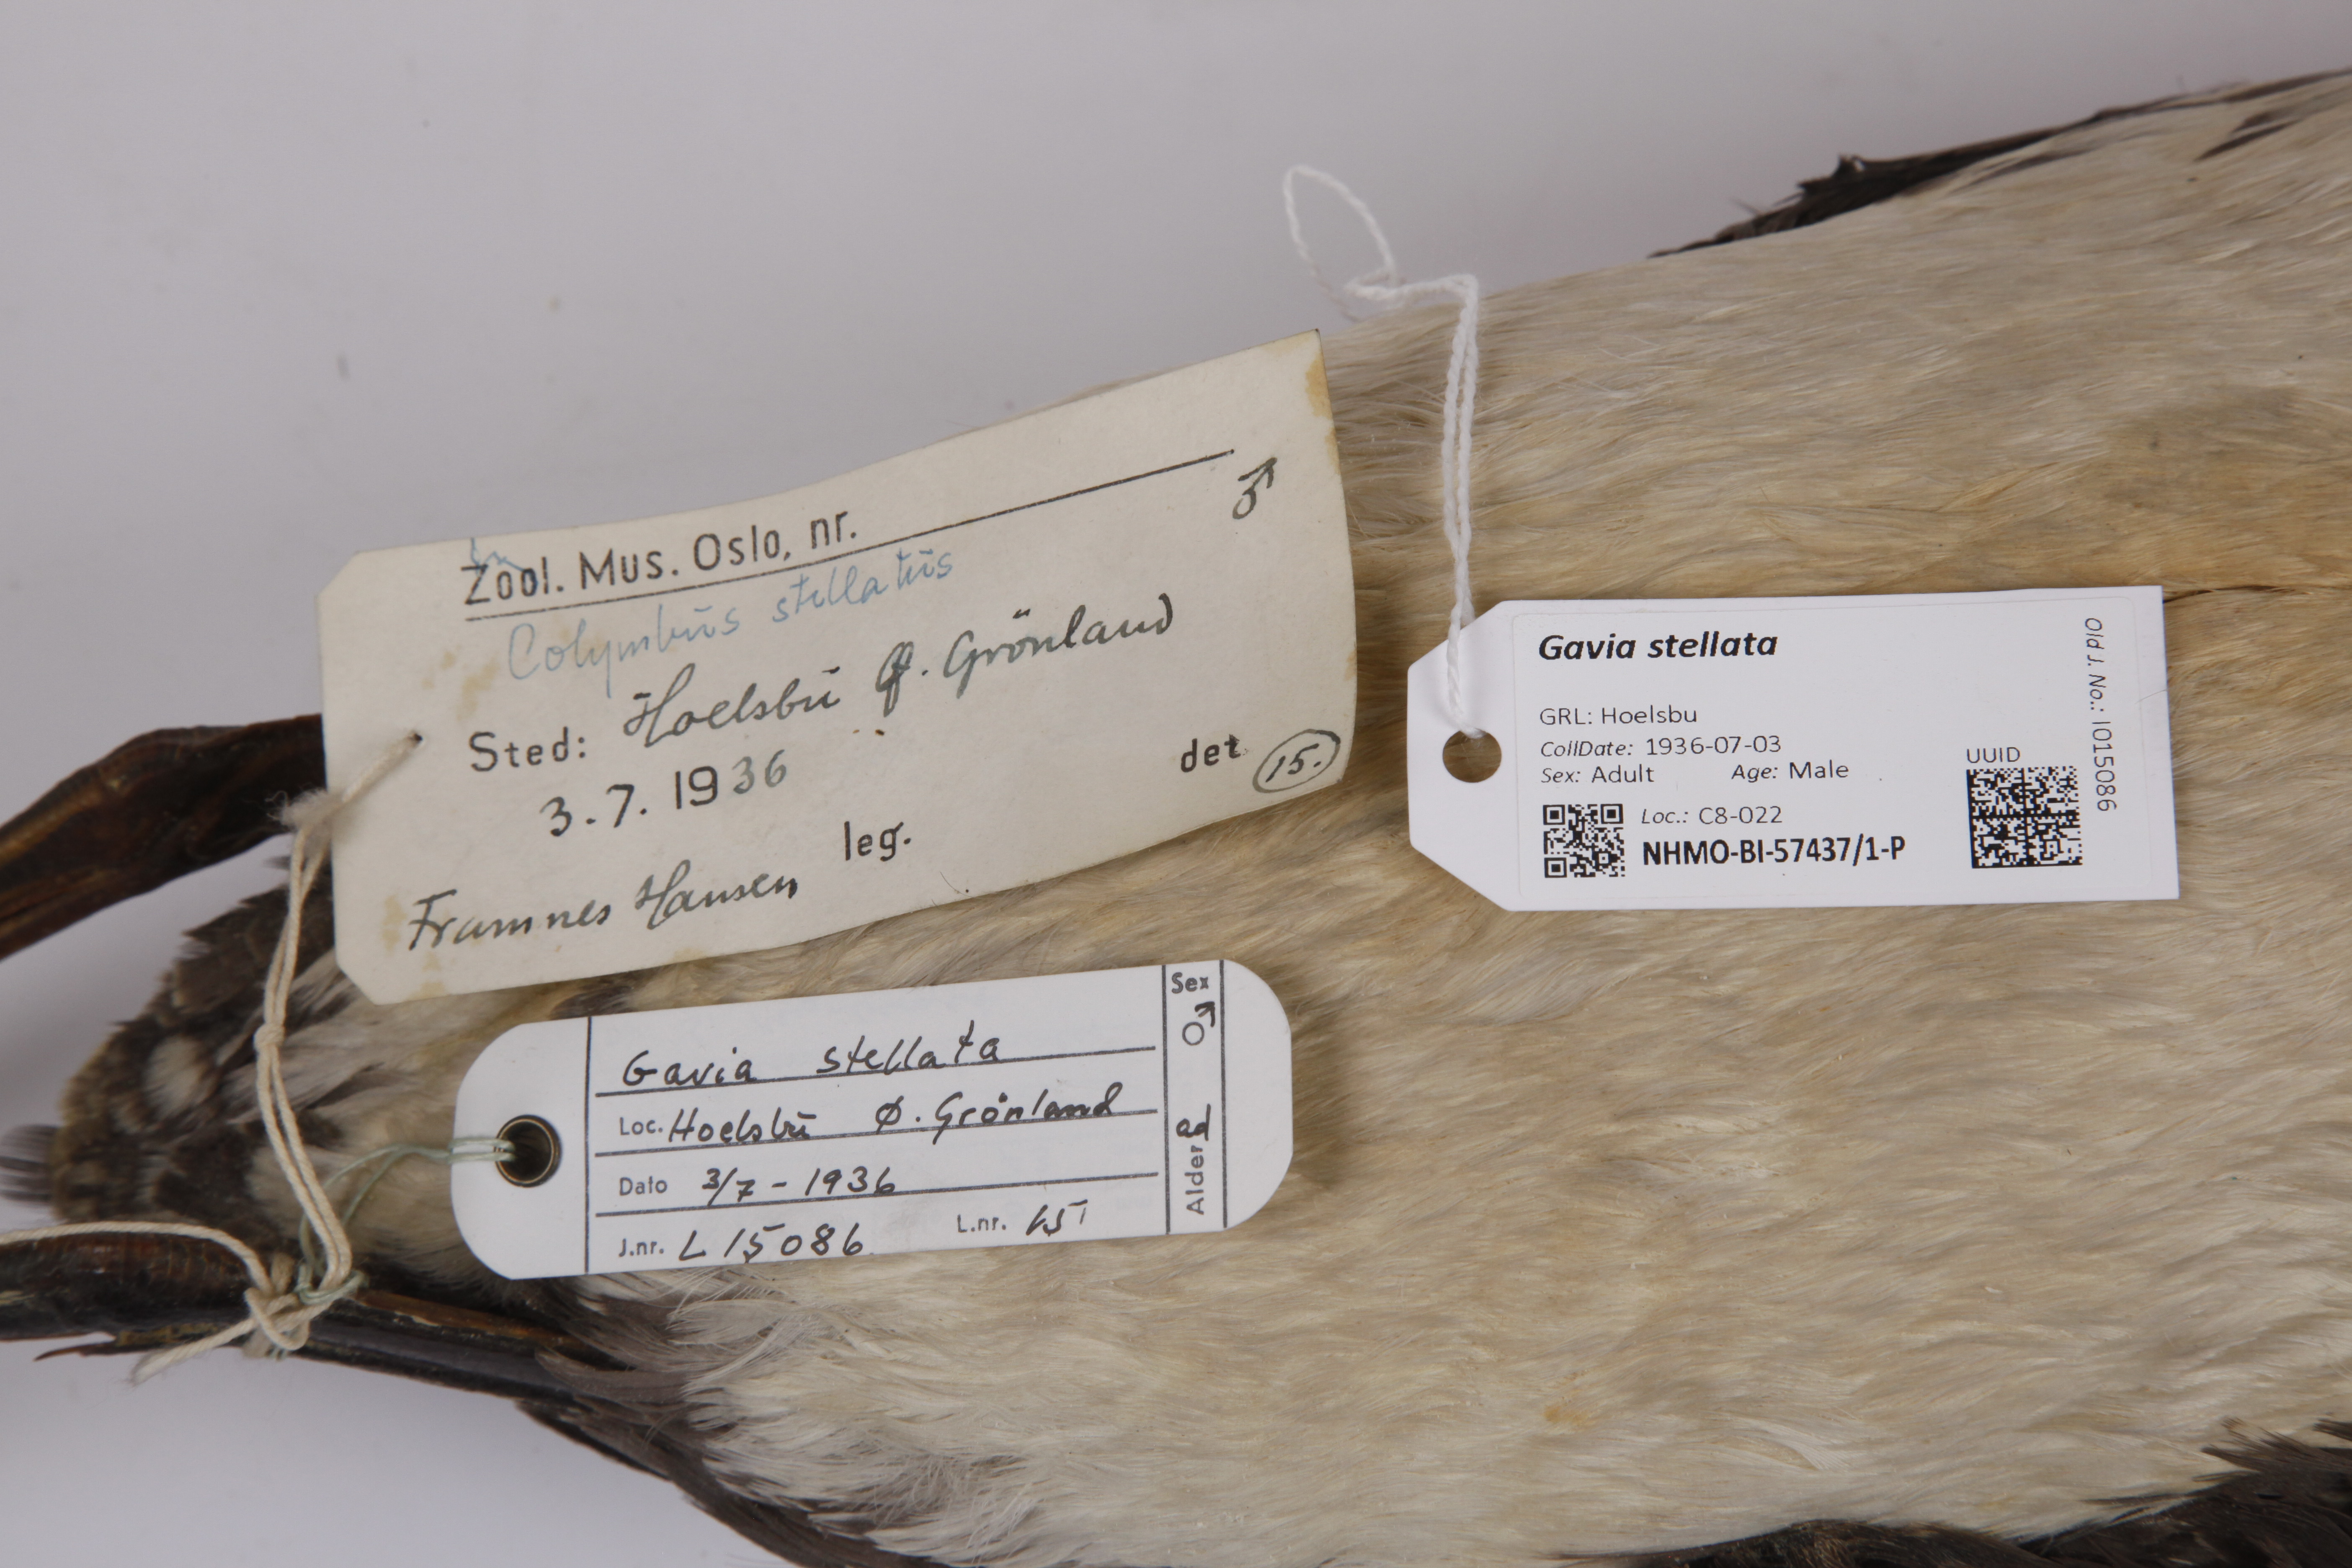 Zool. Mus. Oslo, nr.
Colymbus stellatus
♂
Sted: Hoelsbu Ø. Grönland
3.7.1936
det. 15.
leg.
Framnes Hansen
Gavia stellata
Loc. Hoelsbu Ø. Grönland
Dato 3/7 - 1936
J.nr. L 15086 L.nr. 15
Sex ♂
Alder ad
Gavia stellata
GRL: Hoelsbu
CollDate: 1936-07-03
Sex: Adult Age: Male
Loc.: C8-022
NHMO-BI-57437/1-P
UUID
Old J. No.: I015086